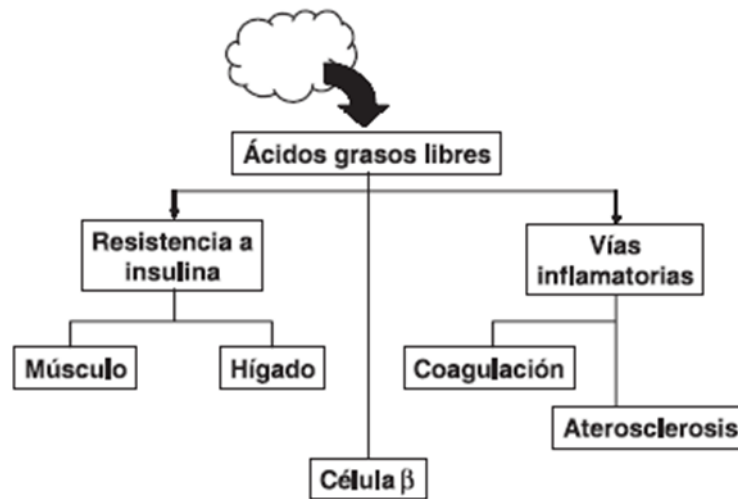 Ácidos grasos libres
Resistencia a
insulina
Vías
inflamatorias
Músculo
Hígado
Coagulación
Aterosclerosis
Célula β